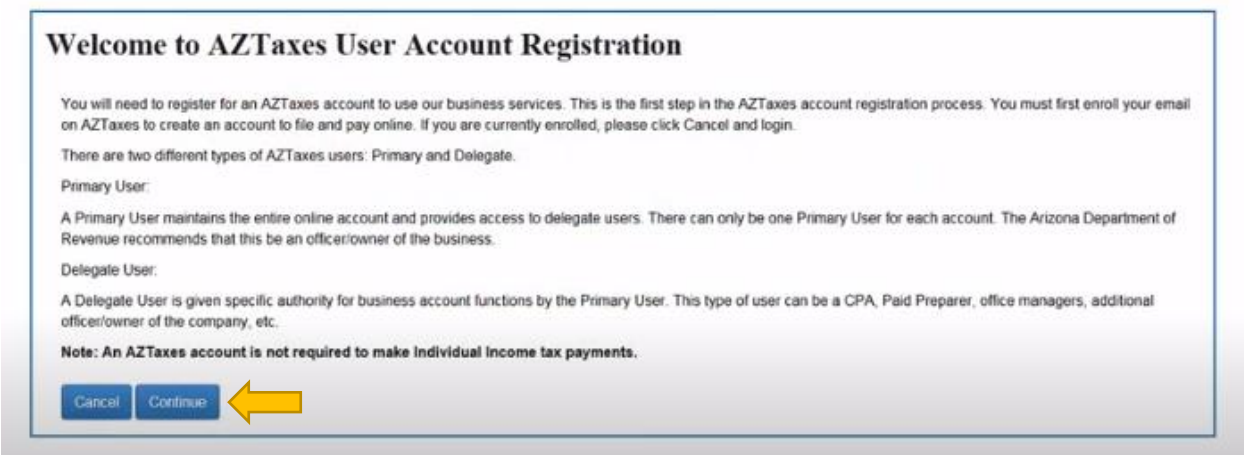 Welcome to AZTaxes User Account Registration
You will need to register for an AZTaxes account to use our business services. This is the first step in the AZTaxes account registration process. You must first enroll your email
on AZTaxes to create an account to file and pay online. If you are currently enrolled, please click Cancel and login.
There are two different types of AZTaxes users: Primary and Delegate.
Primary User:
A Primary User maintains the entire online account and provides access to delegate users. There can only be one Primary User for each account. The Arizona Department of
Revenue recommends that this be an officer/owner of the business.
Delegate User:
A Delegate User is given specific authority for business account functions by the Primary User. This type of user can be a CPA, Paid Preparer, office managers, additional
officer/owner of the company, etc.
Note: An AZTaxes account is not required to make Individual Income tax payments.
Cancel Continue